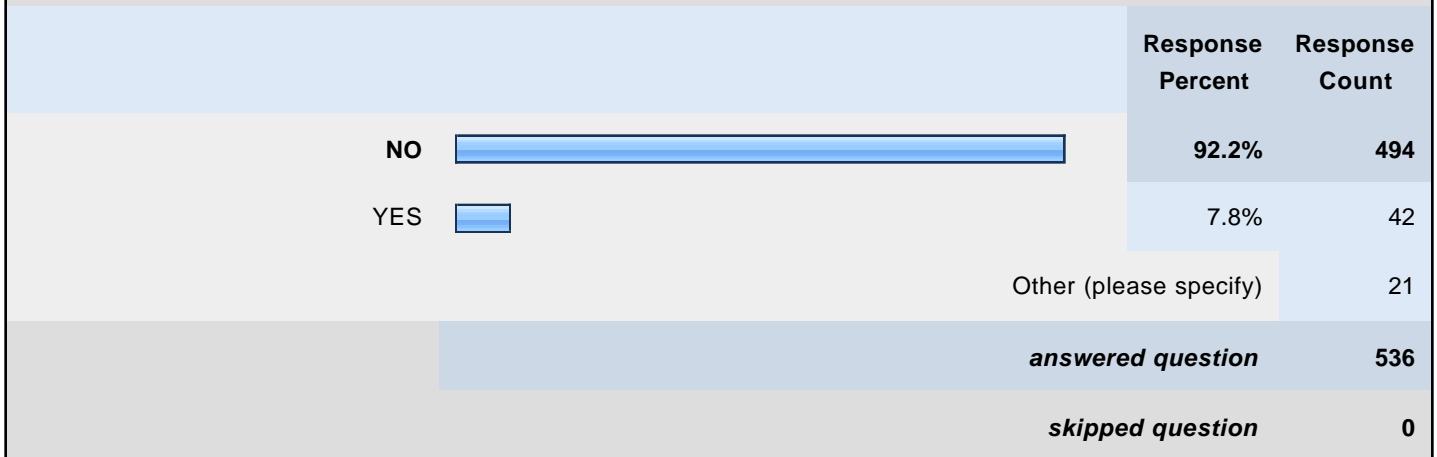 Response Percent Response Count
NO 92.2% 494
YES 7.8% 42
Other (please specify) 21
answered question 536
skipped question 0